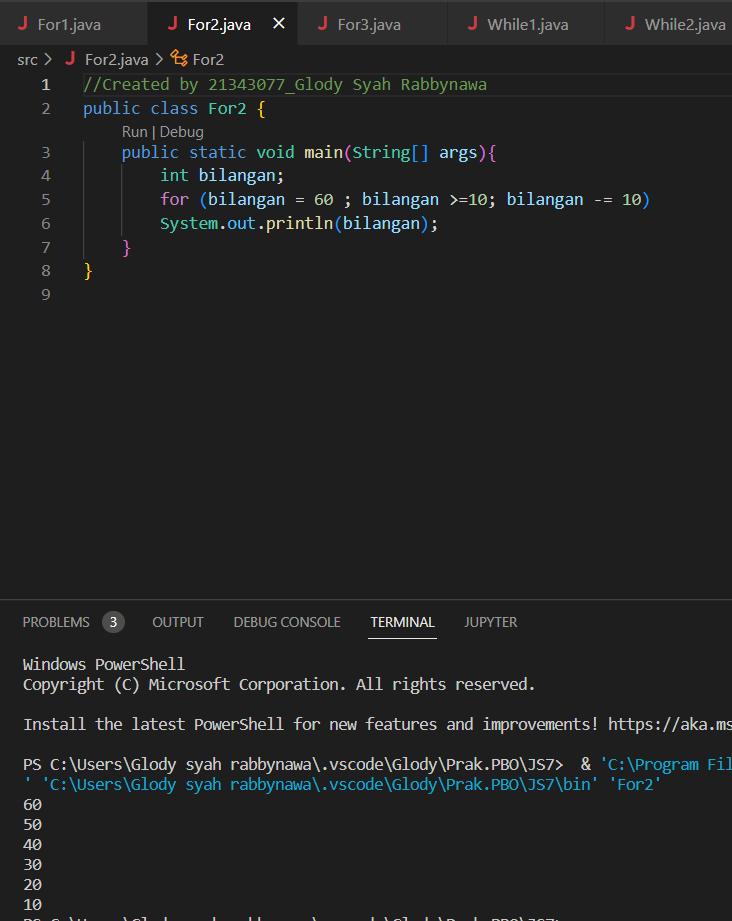 For1.java For2.java × For3.java While1.java While2.java
src > For2.java > For2
1 //Created by 21343077_Glody Syah Rabbynawa
2 public class For2 {
Run | Debug
3 public static void main(String[] args){
4 int bilangan;
5 for (bilangan = 60 ; bilangan >=10; bilangan -= 10)
6 System.out.println(bilangan);
7 }
8 }
9
PROBLEMS 3 OUTPUT DEBUG CONSOLE TERMINAL JUPYTER
Windows PowerShell
Copyright (C) Microsoft Corporation. All rights reserved.
Install the latest PowerShell for new features and improvements! https://aka.ms
PS C:\Users\Glody syah rabbynawa\.vscode\Glody\Prak.PBO\JS7> & 'C:\Program Fil
' 'C:\Users\Glody syah rabbynawa\.vscode\Glody\Prak.PBO\JS7\bin' 'For2'
60
50
40
30
20
10